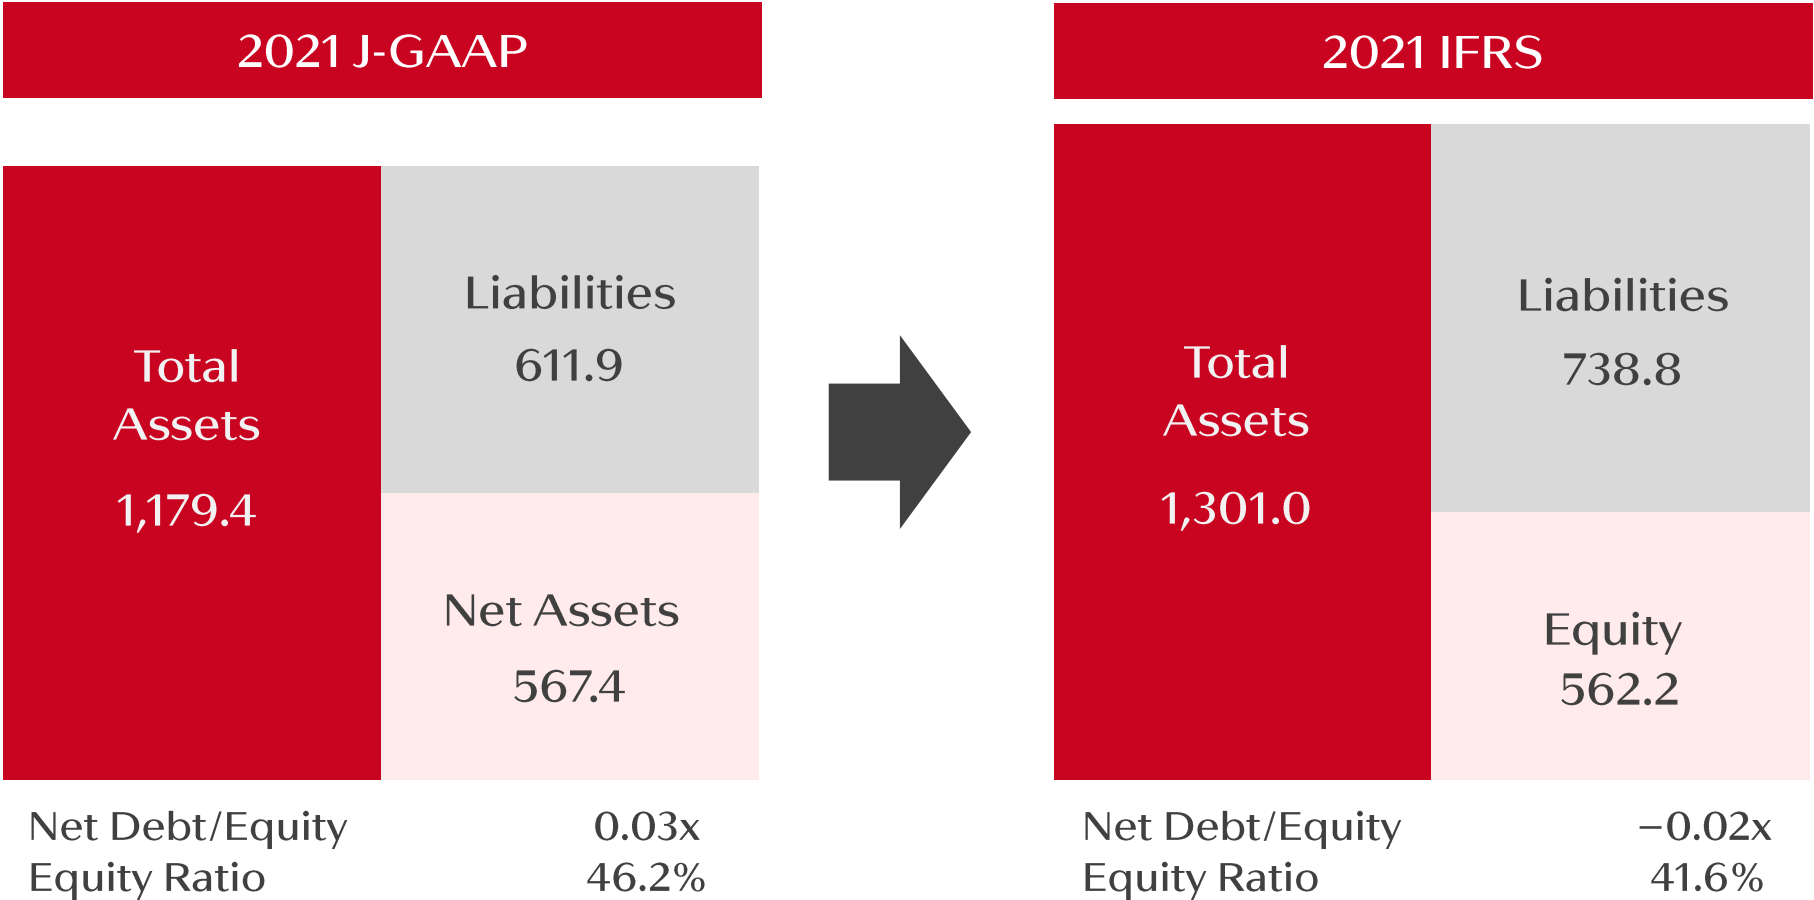 2021 J-GAAP
Total
Assets
1,179.4
Liabilities
611.9
Net Assets
567.4
Net Debt/Equity 0.03x
Equity Ratio 46.2%
2021 IFRS
Total
Assets
1,301.0
Liabilities
738.8
Equity
562.2
Net Debt/Equity −0.02x
Equity Ratio 41.6%